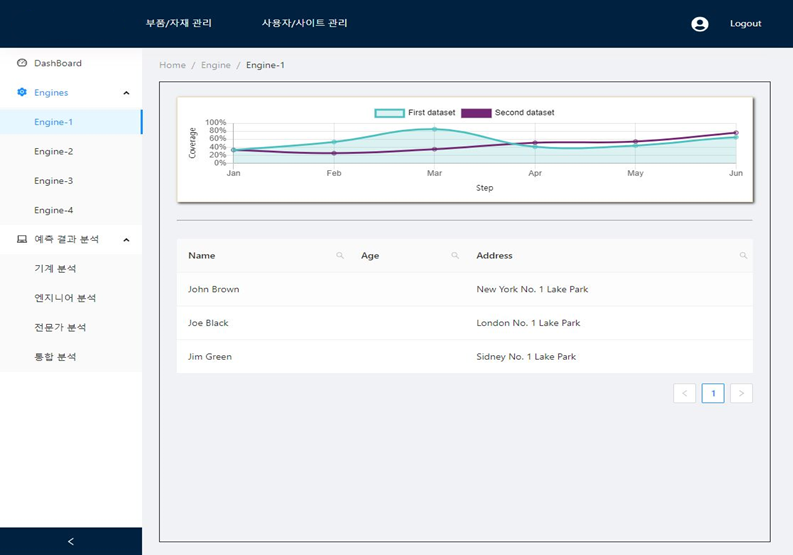 부품/자재 관리 사용자/사이트 관리 Logout
DashBoard
Engines
Engine-1
Engine-2
Engine-3
Engine-4
예측 결과 분석
기계 분석
엔지니어 분석
전문가 분석
통합 분석
<
Home / Engine / Engine-1
First dataset Second dataset
Coverage
100%
80%
60%
40%
20%
0%
Jan Feb Mar Apr May Jun
Step
Name Age Address
John Brown New York No. 1 Lake Park
Joe Black London No. 1 Lake Park
Jim Green Sidney No. 1 Lake Park
< 1 >